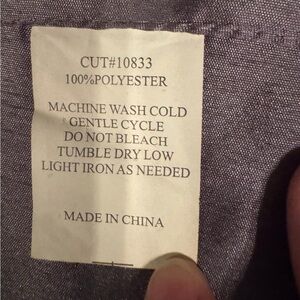 CUT#10833
100%POLYESTER
MACHINE WASH COLD
GENTLE CYCLE
DO NOT BLEACH
TUMBLE DRY LOW
LIGHT IRON AS NEEDED
MADE IN CHINA